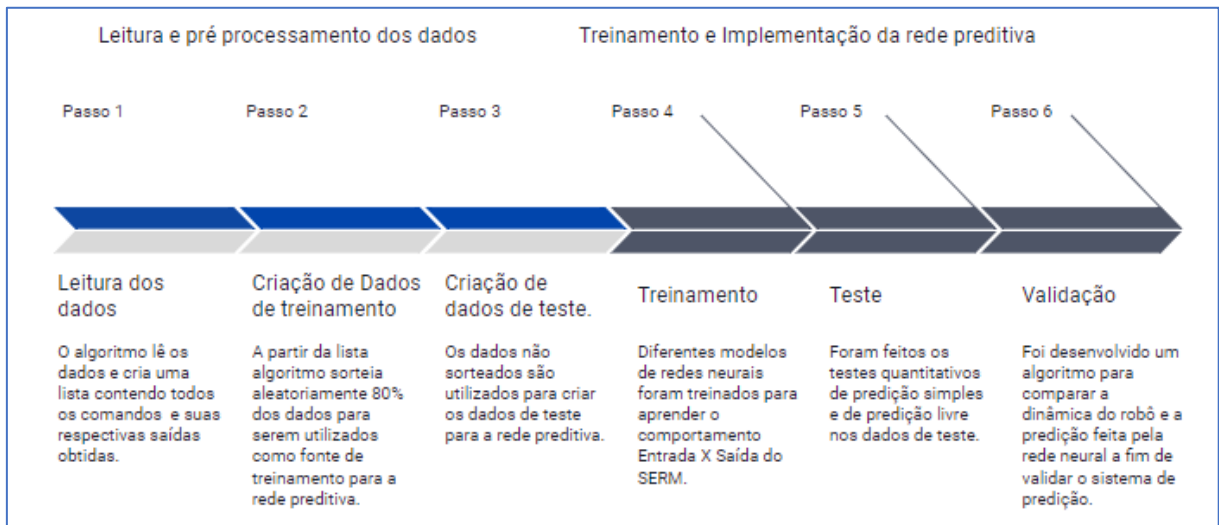 Leitura e pré processamento dos dados
Treinamento e Implementação da rede preditiva
Passo 1
Passo 2
Passo 3
Passo 4
Passo 5
Passo 6
Leitura dos
dados
O algoritmo lê os
dados e cria uma
lista contendo todos
os comandos e suas
respectivas saídas
obtidas.
Criação de Dados
de treinamento
A partir da lista
algoritmo sorteia
aleatoriamente 80%
dos dados para
serem utilizados
como fonte de
treinamento para a
rede preditiva.
Criação de
dados de teste.
Os dados não
sorteados são
utilizados para criar
os dados de teste
para a rede preditiva.
Treinamento
Diferentes modelos
de redes neurais
foram treinados para
aprender o
comportamento
Entrada X Saída do
SERM.
Teste
Foram feitos os
testes quantitativos
de predição simples
e de predição livre
nos dados de teste.
Validação
Foi desenvolvido um
algoritmo para
comparar a
dinâmica do robô e a
predição feita pela
rede neural a fim de
validar o sistema de
predição.